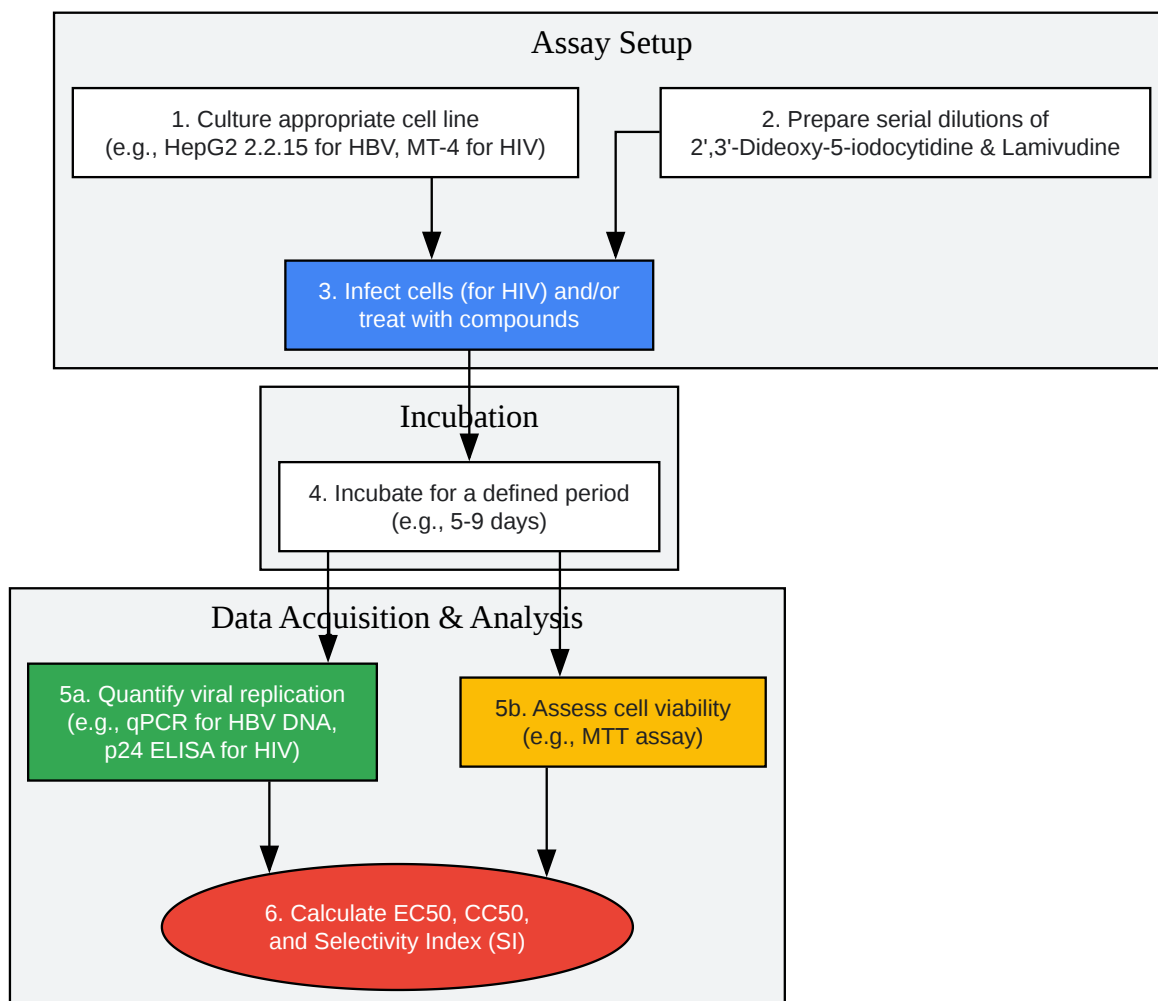 Assay Setup
1. Culture appropriate cell line
(e.g., HepG2 2.2.15 for HBV, MT-4 for HIV)
2. Prepare serial dilutions of
2',3'-Dideoxy-5-iodocytidine & Lamivudine
3. Infect cells (for HIV) and/or
treat with compounds
Incubation
4. Incubate for a defined period
(e.g., 5-9 days)
Data Acquisition & Analysis
5a. Quantify viral replication
(e.g., qPCR for HBV DNA,
p24 ELISA for HIV)
5b. Assess cell viability
(e.g., MTT assay)
6. Calculate EC50, CC50,
and Selectivity Index (SI)